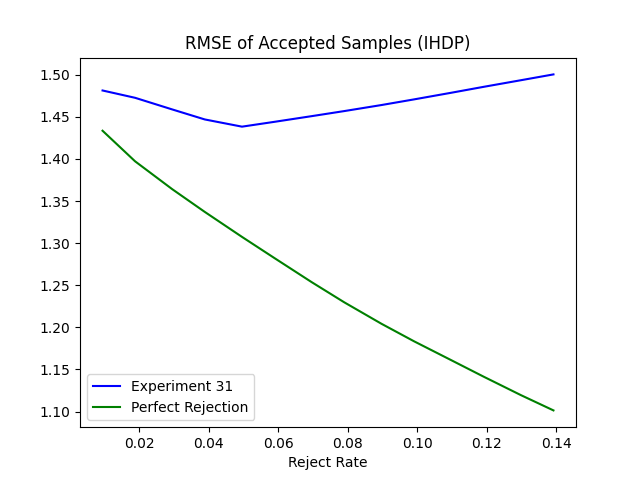 RMSE of Accepted Samples (IHDP)
1.50
1.45
1.40
1.35
1.30
1.25
1.20
1.15
1.10
Experiment 31
Perfect Rejection
0.02 0.04 0.06 0.08 0.10 0.12 0.14
Reject Rate